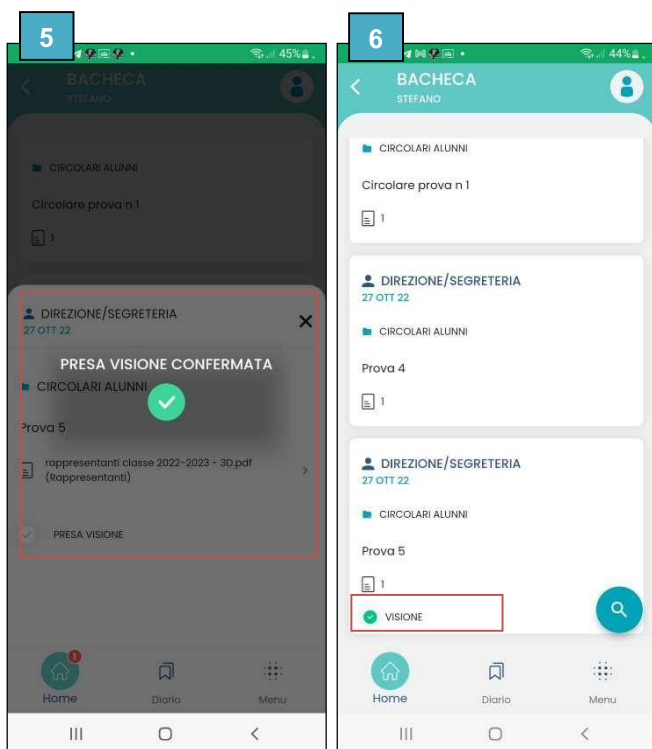 5
45%
BACHECA
STEFANO
CIRCOLARI ALUNNI
Circolare prova n 1
1
DIREZIONE/SEGRETERIA
27 OTT 22
PRESA VISIONE CONFERMATA
CIRCOLARI ALUNNI
Prova 5
rappresentanti classe 2022-2023 - 3D.pdf
(Rappresentanti)
PRESA VISIONE
1
Home
Diario
Menu
6
44%
BACHECA
STEFANO
CIRCOLARI ALUNNI
Circolare prova n 1
1
DIREZIONE/SEGRETERIA
27 OTT 22
CIRCOLARI ALUNNI
Prova 4
1
DIREZIONE/SEGRETERIA
27 OTT 22
CIRCOLARI ALUNNI
Prova 5
1
VISIONE
Home
Diario
Menu